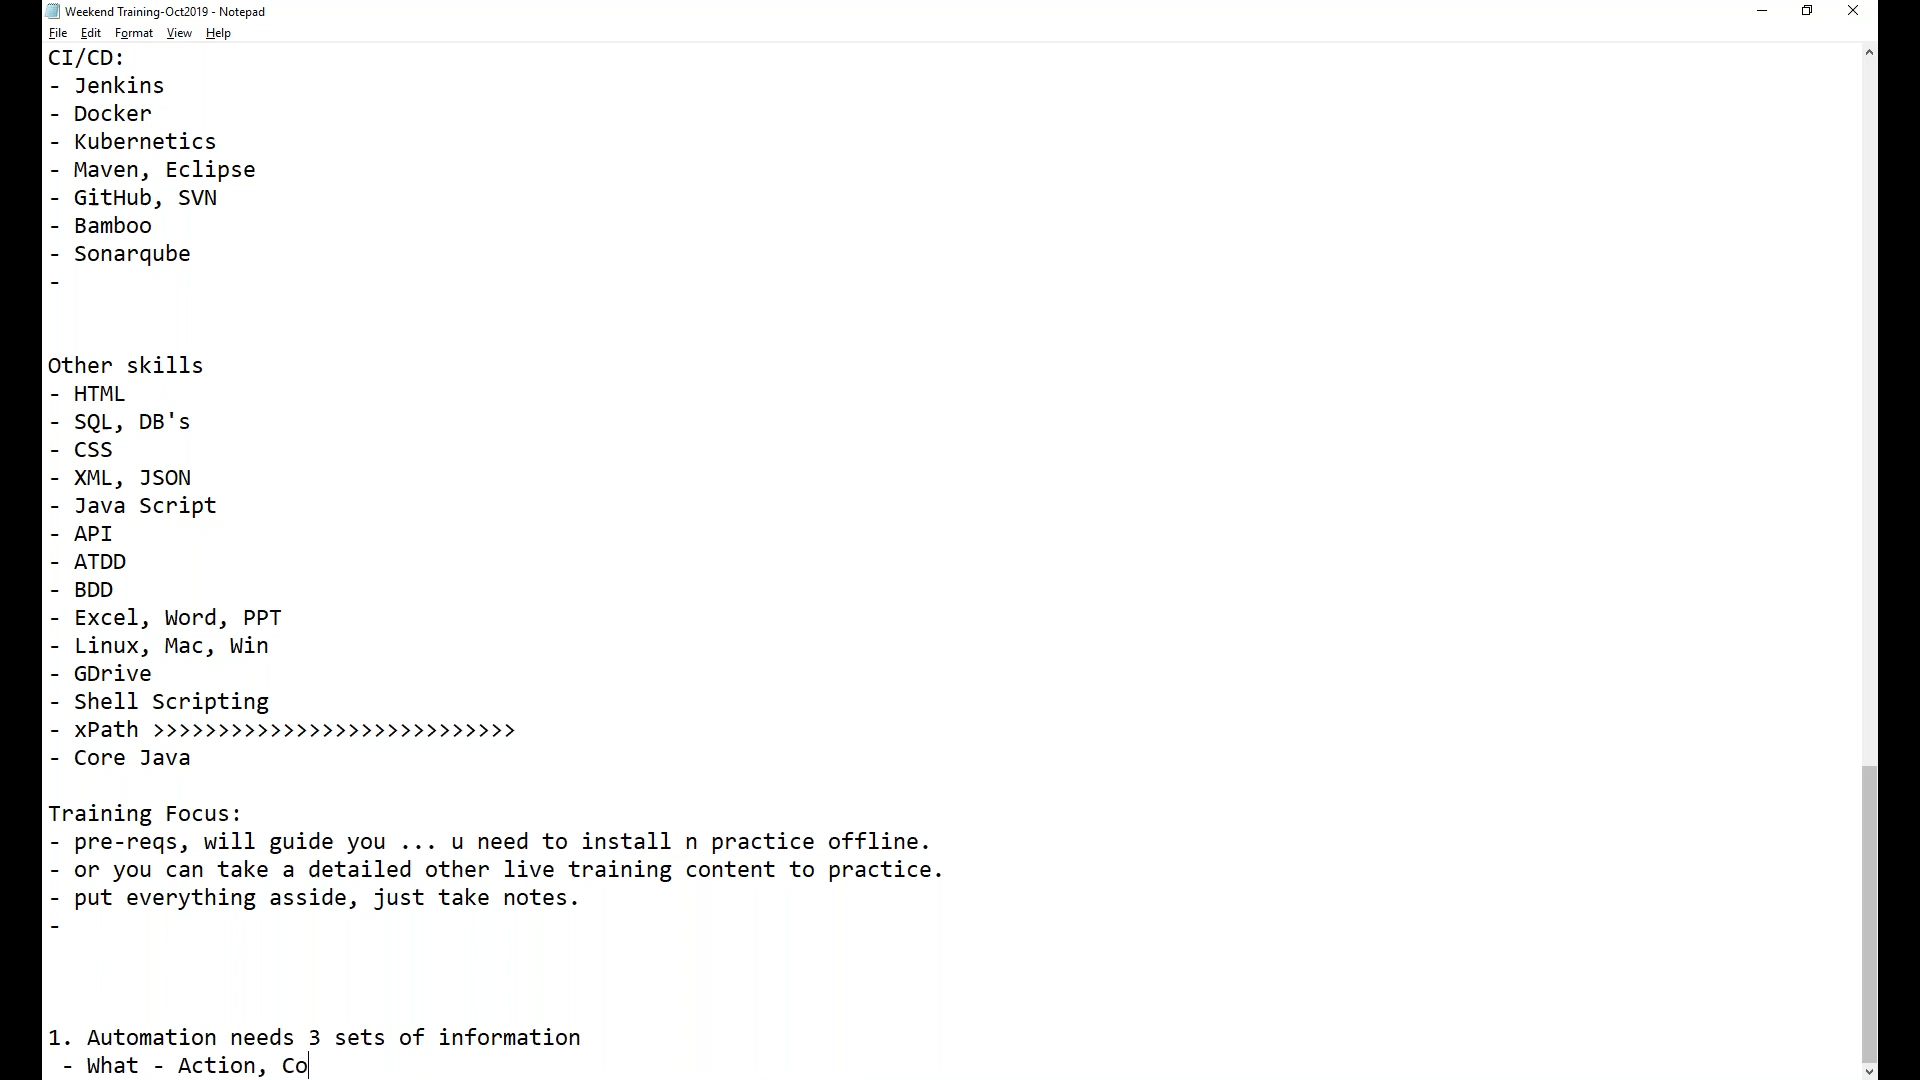 Weekend Training-Oct2019 - Notepad
File Edit Format View Help
CI/CD:
- Jenkins
- Docker
- Kubernetics
- Maven, Eclipse
- GitHub, SVN
- Bamboo
- Sonarqube
-
Other skills
- HTML
- SQL, DB's
- CSS
- XML, JSON
- Java Script
- API
- ATDD
- BDD
- Excel, Word, PPT
- Linux, Mac, Win
- GDrive
- Shell Scripting
- xPath >>>>>>>>>>>>>>>>>>>>>>>>>>>>
- Core Java
Training Focus:
- pre-reqs, will guide you ... u need to install n practice offline.
- or you can take a detailed other live training content to practice.
- put everything asside, just take notes.
-
1. Automation needs 3 sets of information
- What - Action, Co